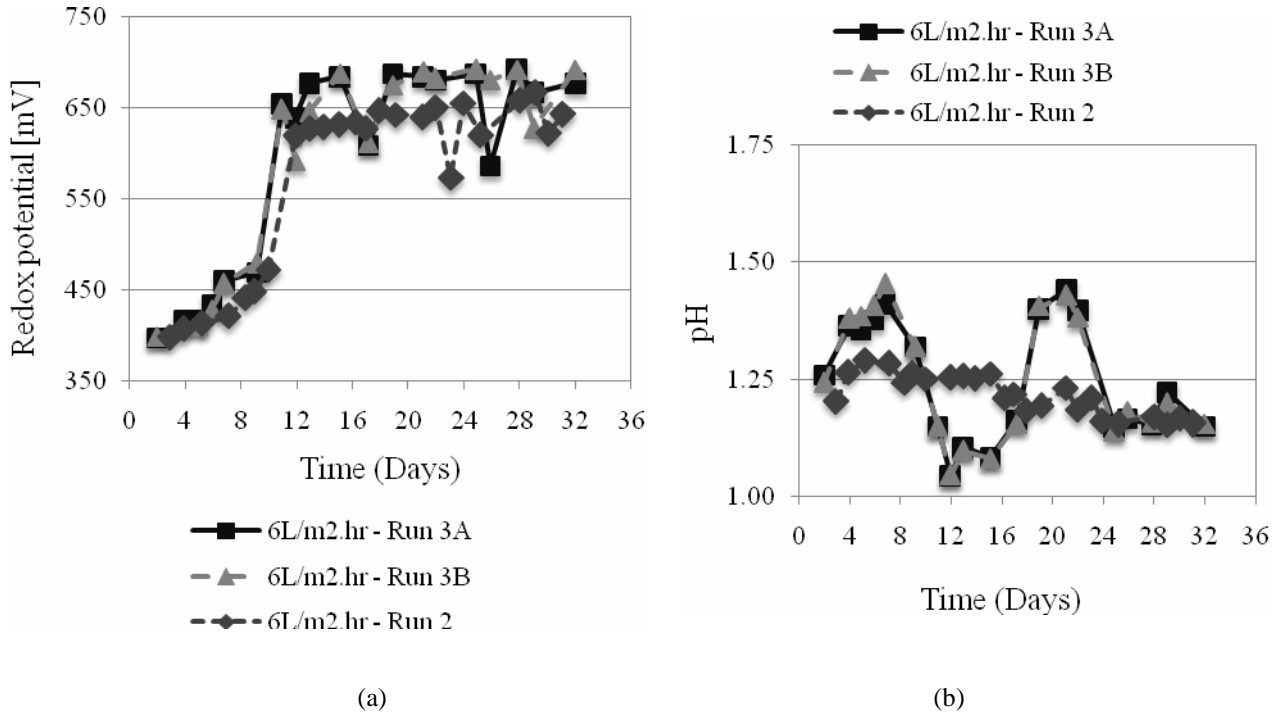 750
650
550
450
350
Redox potential [mV]
0 4 8 12 16 20 24 28 32 36
Time (Days)
6L/m2.hr - Run 3A
6L/m2.hr - Run 3B
6L/m2.hr - Run 2
(a)
6L/m2.hr - Run 3A
6L/m2.hr - Run 3B
6L/m2.hr - Run 2
1.75
1.50
1.25
1.00
pH
0 4 8 12 16 20 24 28 32 36
Time (Days)
(b)